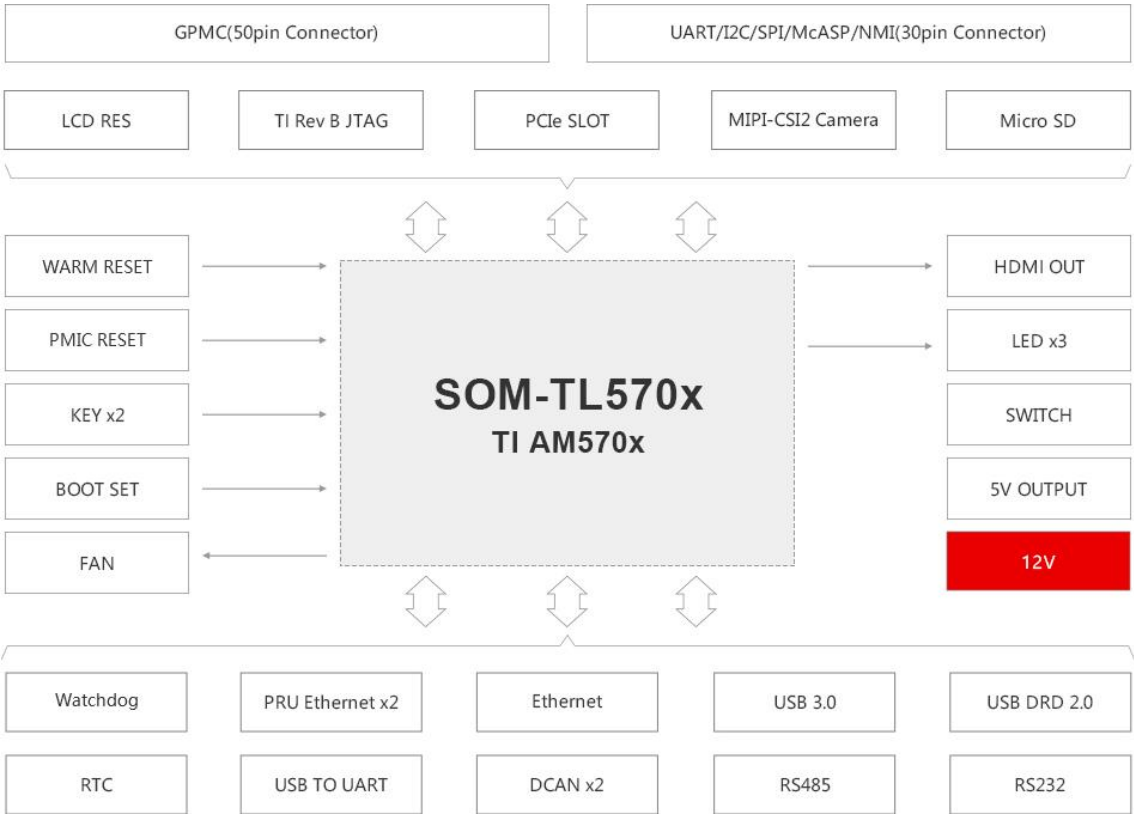 GPMC(50pin Connector)
UART/I2C/SPI/McASP/NMI(30pin Connector)
LCD RES
TI Rev B JTAG
PCIe SLOT
MIPI-CSI2 Camera
Micro SD
WARM RESET
HDMI OUT
PMIC RESET
LED x3
SOM-TL570x
KEY x2
SWITCH
TI AM570x
BOOT SET
5V OUTPUT
FAN
12V
Watchdog
PRU Ethernet x2
Ethernet
USB 3.0
USB DRD 2.0
RTC
USB TO UART
DCAN x2
RS485
RS232